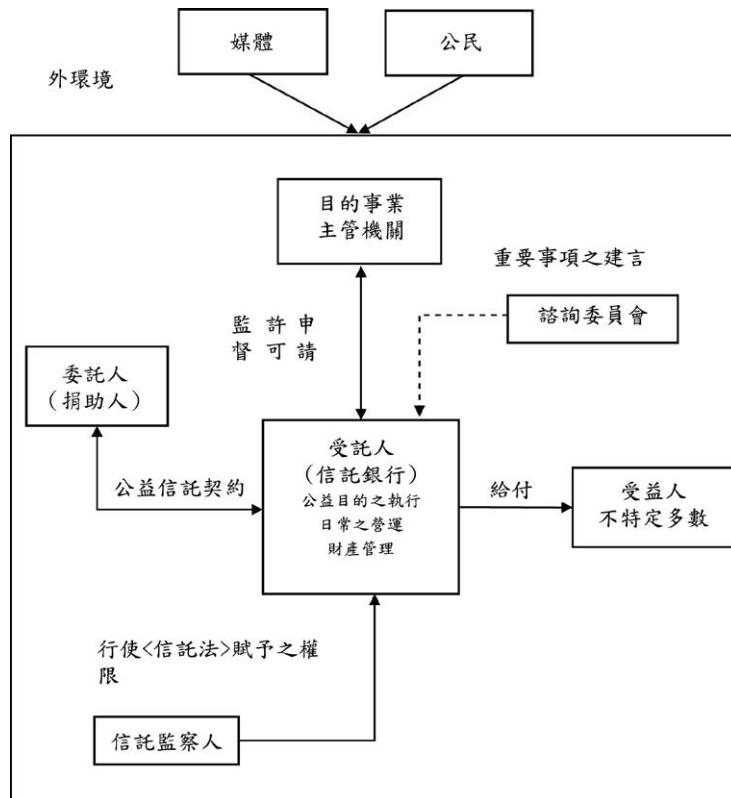 媒體
公民
外環境
目的事業
主管機關
重要事項之建言
諮詢委員會
監 許 申
督 可 請
委託人
（捐助人）
受託人
（信託銀行）
公益目的之執行
日常之營運
財產管理
公益信託契約
給付
受益人
不特定多數
行使<信託法>賦予之權
限
信託監察人